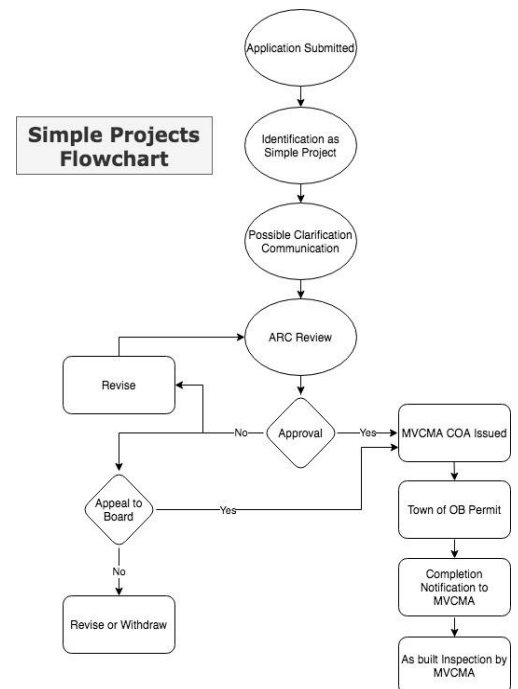 Application Submitted
Simple Projects
Flowchart
Identification as
Simple Project
Possible Clarification
Communication
ARC Review
Revise
No
Approval
Yes
MVCMA COA Issued
Appeal to
Board
Yes
Town of OB Permit
No
Completion
Notification to
MVCMA
Revise or Withdraw
As built Inspection by
MVCMA